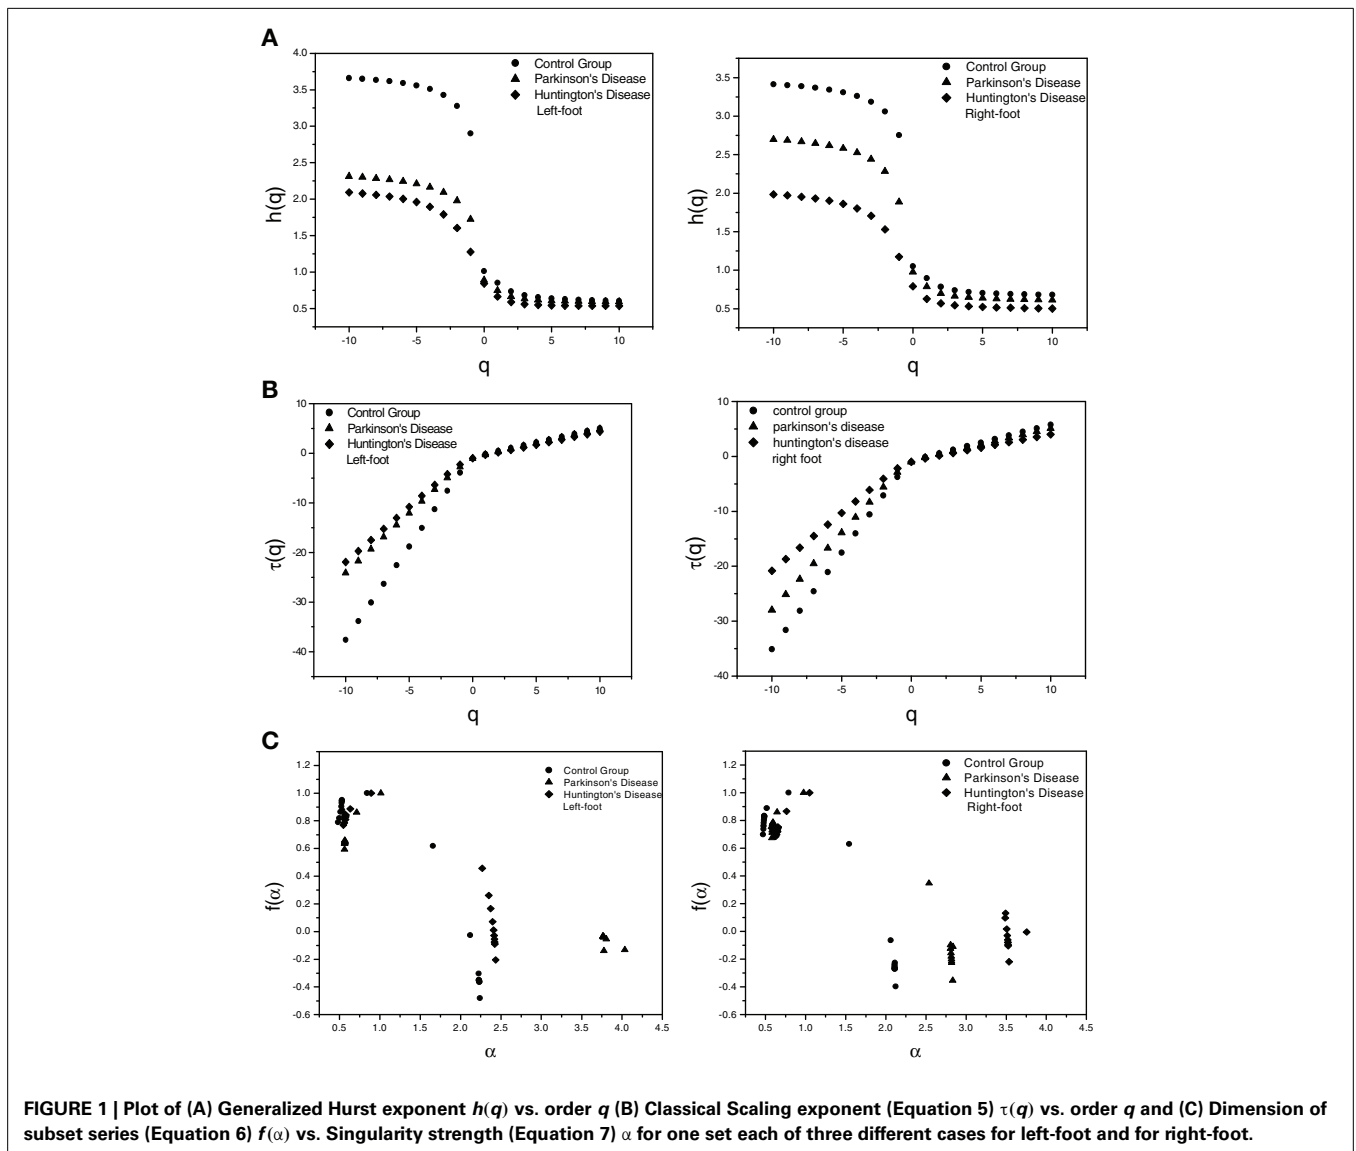 A
4.0
3.5
3.0
2.5
2.0
1.5
1.0
0.5
h(q)
-10 -5 0 5 10
q
Control Group
Parkinson's Disease
Huntington's Disease
Left-foot
3.5
3.0
2.5
2.0
1.5
1.0
0.5
h(q)
-10 -5 0 5 10
q
Control Group
Parkinson's Disease
Huntington's Disease
Right-foot
B
10
0
-10
-20
-30
-40
τ(q)
-10 -5 0 5 10
q
Control Group
Parkinson's Disease
Huntington's Disease
Left-foot
10
0
-10
-20
-30
-40
τ(q)
-10 -5 0 5 10
q
control group
parkinson's disease
huntington's disease
right foot
C
1.2
1.0
0.8
0.6
0.4
0.2
0.0
-0.2
-0.4
-0.6
f(α)
0.5 1.0 1.5 2.0 2.5 3.0 3.5 4.0 4.5
α
Control Group
Parkinson's Disease
Huntington's Disease
Left-foot
1.2
1.0
0.8
0.6
0.4
0.2
0.0
-0.2
-0.4
-0.6
f(α)
0.5 1.0 1.5 2.0 2.5 3.0 3.5 4.0 4.5
α
Control Group
Parkinson's Disease
Huntington's Disease
Right-foot
FIGURE 1 | Plot of (A) Generalized Hurst exponent h(q) vs. order q (B) Classical Scaling exponent (Equation 5) τ(q) vs. order q and (C) Dimension of
subset series (Equation 6) f(α) vs. Singularity strength (Equation 7) α for one set each of three different cases for left-foot and for right-foot.